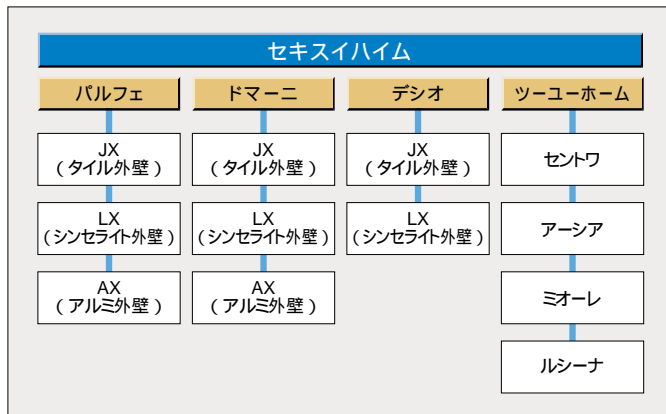 セキスイハイム
パルフェ
JX
(タイル外壁)
LX
(シンセライト外壁)
AX
(アルミ外壁)
ドマーニ
JX
(タイル外壁)
LX
(シンセライト外壁)
AX
(アルミ外壁)
デシオ
JX
(タイル外壁)
LX
(シンセライト外壁)
ツーユーホーム
セントワ
アーシア
ミオーレ
ルシーナ